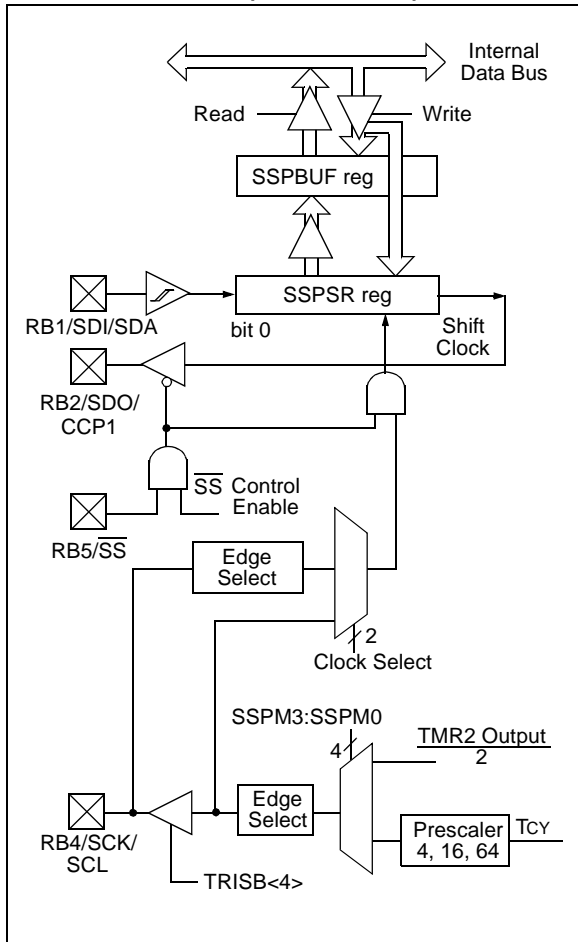 Internal
Data Bus
Read
Write
SSPBUF reg
SSPSR reg
RB1/SDI/SDA
bit 0
Shift
Clock
RB2/SDO/
CCP1
SS Control
Enable
RB5/SS
Edge
Select
2
Clock Select
SSPM3:SSPM0
TMR2 Output
2
4
Edge
Select
Prescaler
4, 16, 64
TCY
RB4/SCK/
SCL
TRISB<4>